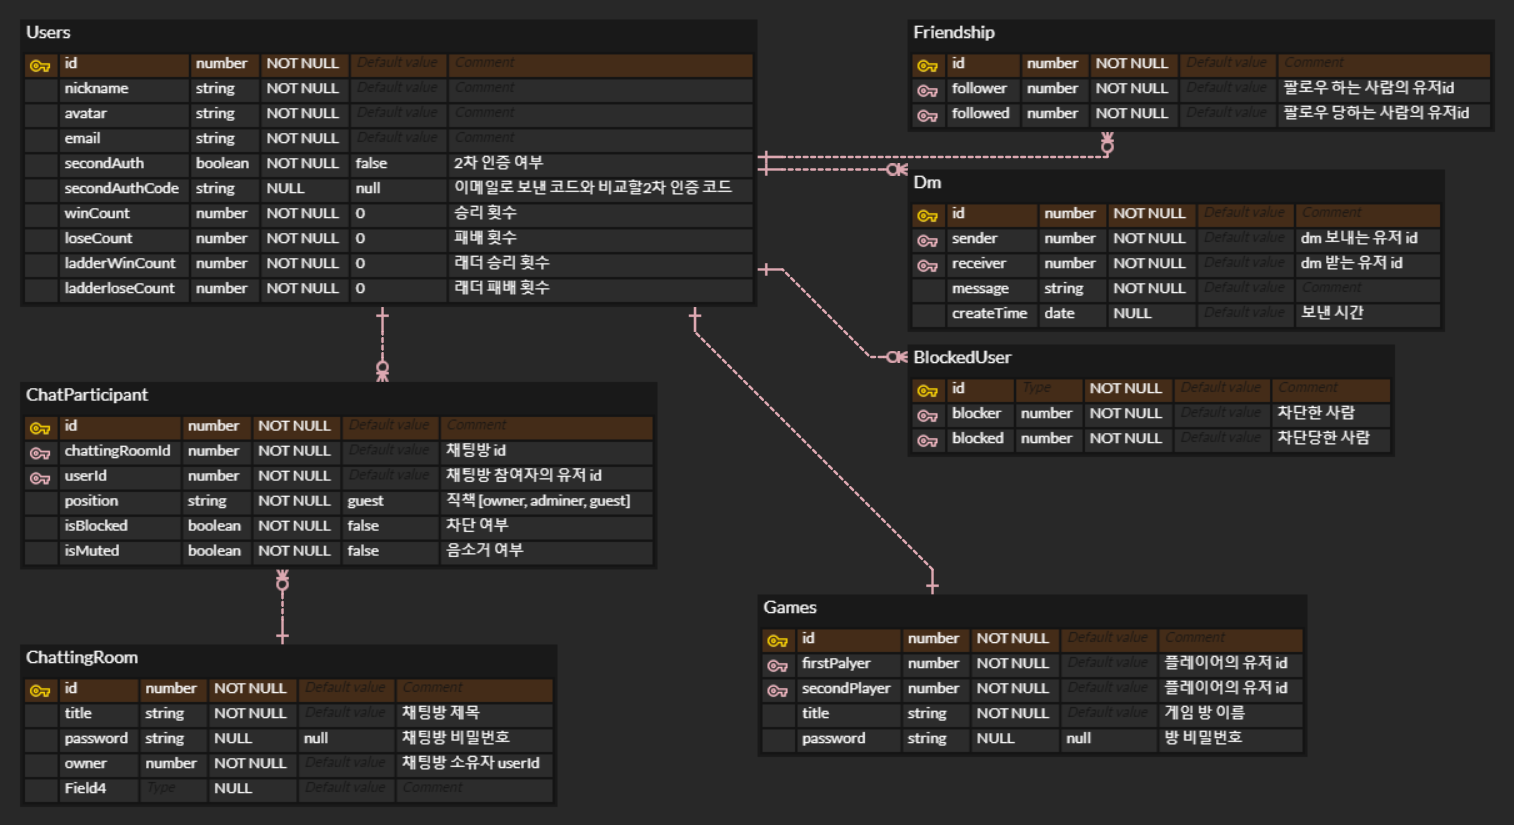 Users
id number NOT NULL Default value Comment
nickname string NOT NULL Default value Comment
avatar string NOT NULL Default value Comment
email string NOT NULL Default value Comment
secondAuth boolean NOT NULL false 2차 인증 여부
secondAuthCode string NULL null 이메일로 보낸 코드와 비교할2차 인증 코드
winCount number NOT NULL 0 승리 횟수
loseCount number NOT NULL 0 패배 횟수
ladderWinCount number NOT NULL 0 래더 승리 횟수
ladderloseCount number NOT NULL 0 래더 패배 횟수
Friendship
id number NOT NULL Default value Comment
follower number NOT NULL Default value 팔로우 하는 사람의 유저id
followed number NOT NULL Default value 팔로우 당하는 사람의 유저id
Dm
id number NOT NULL Default value Comment
sender number NOT NULL Default value dm 보내는 유저 id
receiver number NOT NULL Default value dm 받는 유저 id
message string NOT NULL Default value Comment
createTime date NULL Default value 보낸 시간
BlockedUser
id Type NOT NULL Default value Comment
blocker number NOT NULL Default value 차단한 사람
blocked number NOT NULL Default value 차단당한 사람
ChatParticipant
id number NOT NULL Default value Comment
chattingRoomId number NOT NULL Default value 채팅방 id
userId number NOT NULL Default value 채팅방 참여자의 유저 id
position string NOT NULL guest 직책 [owner, adminer, guest]
isBlocked boolean NOT NULL false 차단 여부
isMuted boolean NOT NULL false 음소거 여부
Games
id number NOT NULL Default value Comment
firstPalyer number NOT NULL Default value 플레이어의 유저 id
secondPlayer number NOT NULL Default value 플레이어의 유저 id
title string NOT NULL Default value 게임 방 이름
password string NULL null 방 비밀번호
ChattingRoom
id number NOT NULL Default value Comment
title string NOT NULL Default value 채팅방 제목
password string NULL null 채팅방 비밀번호
owner number NOT NULL Default value 채팅방 소유자 userId
Field4 Type NULL Default value Comment